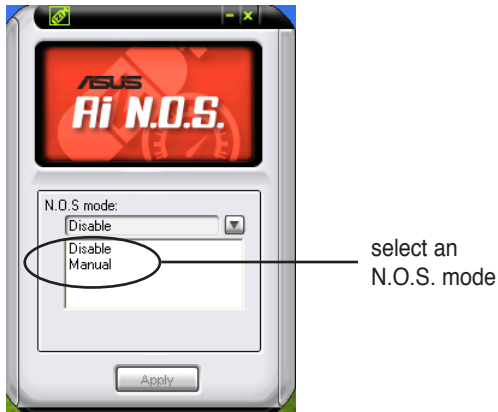 ASUS
Ai N.O.S.
N.O.S mode:
Disable
Disable
Manual
select an
N.O.S. mode
Apply